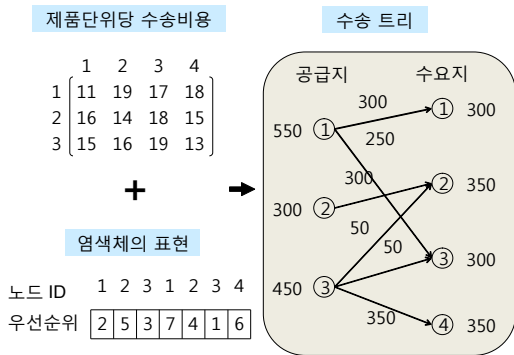 제품단위당 수송비용
1 2 3 4
1 11 19 17 18
2 16 14 18 15
3 15 16 19 13
+
염색체의 표현
노드 ID 1 2 3 1 2 3 4
우선순위 2 5 3 7 4 1 6
수송 트리
공급지 수요지
300
550 1 1 300
250
300
300 2 2 350
50
50
3 300
450 3
350
4 350